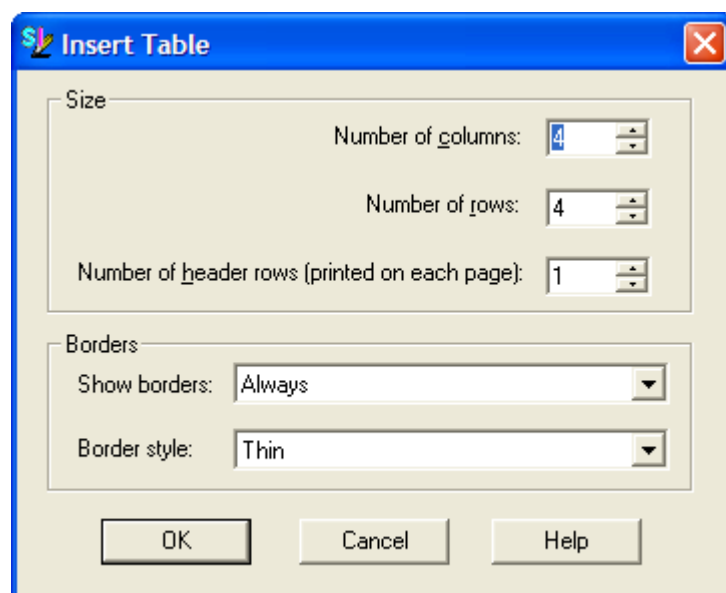 Insert Table
Size
Number of columns: 4
Number of rows: 4
Number of header rows (printed on each page): 1
Borders
Show borders: Always
Border style: Thin
OK Cancel Help